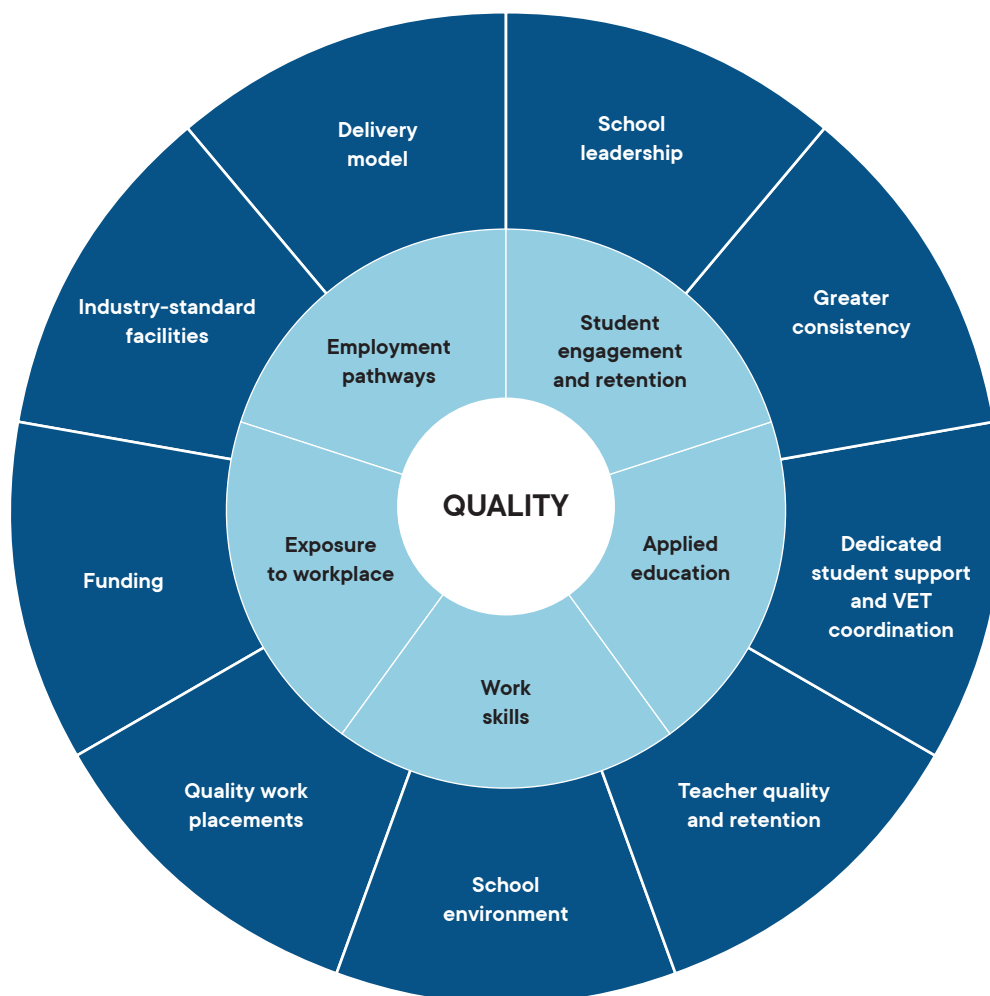 Delivery
model
School
leadership
Greater
consistency
Dedicated
student support
and VET
coordination
Teacher quality
and retention
School
environment
Quality work
placements
Funding
Industry-standard
facilities
Employment
pathways
Student
engagement
and retention
Applied
education
Work
skills
Exposure
to workplace
QUALITY